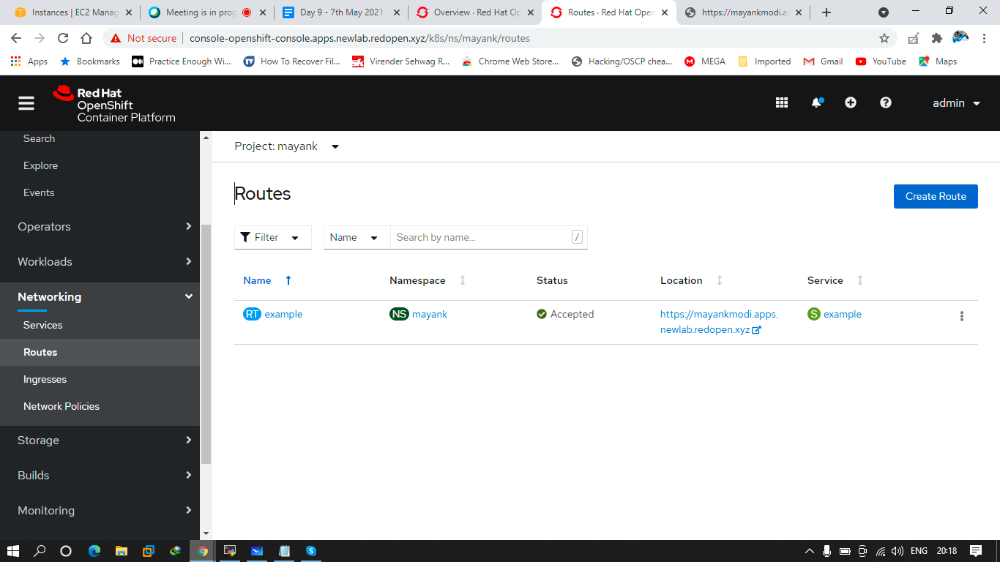 Instances | EC2 Manag
Meeting is in prog
Day 9 - 7th May 2021
Overview · Red Hat Op
Routes · Red Hat Open
https://mayankmodi.ap
Not secure
console-openshift-console.apps.newlab.redopen.xyz/k8s/ns/mayank/routes
Apps
Bookmarks
Practice Enough Wi...
How To Recover Fil...
Virender Sehwag R...
Chrome Web Store...
Hacking/OSCP chea...
MEGA
Imported
Gmail
YouTube
Maps
Red Hat
OpenShift
Container Platform
admin
Search
Explore
Events
Operators
Workloads
Networking
Services
Routes
Ingresses
Network Policies
Storage
Builds
Monitoring
Project: mayank
Routes
Create Route
Filter
Name
Search by name...
/
Name
Namespace
Status
Location
Service
RT example
NS mayank
Accepted
https://mayankmodi.apps.
newlab.redopen.xyz
S example
ENG
20:18